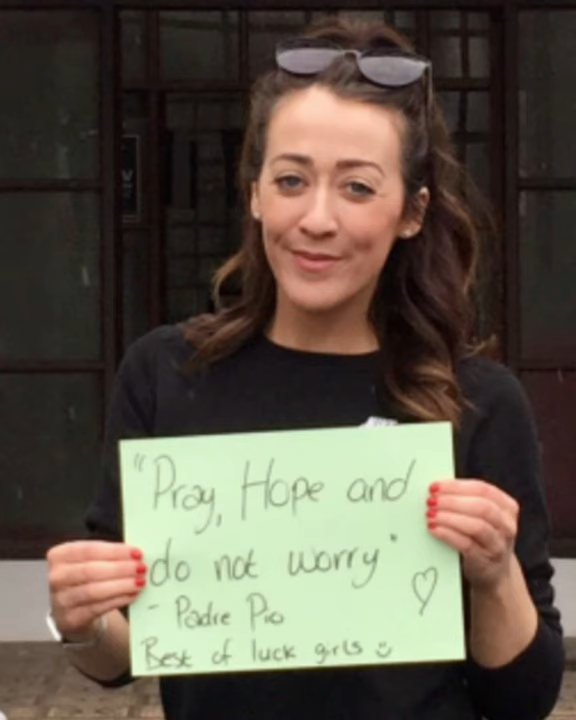 "Pray, Hope and
do not worry"
- Padre Pio
Best of luck girls